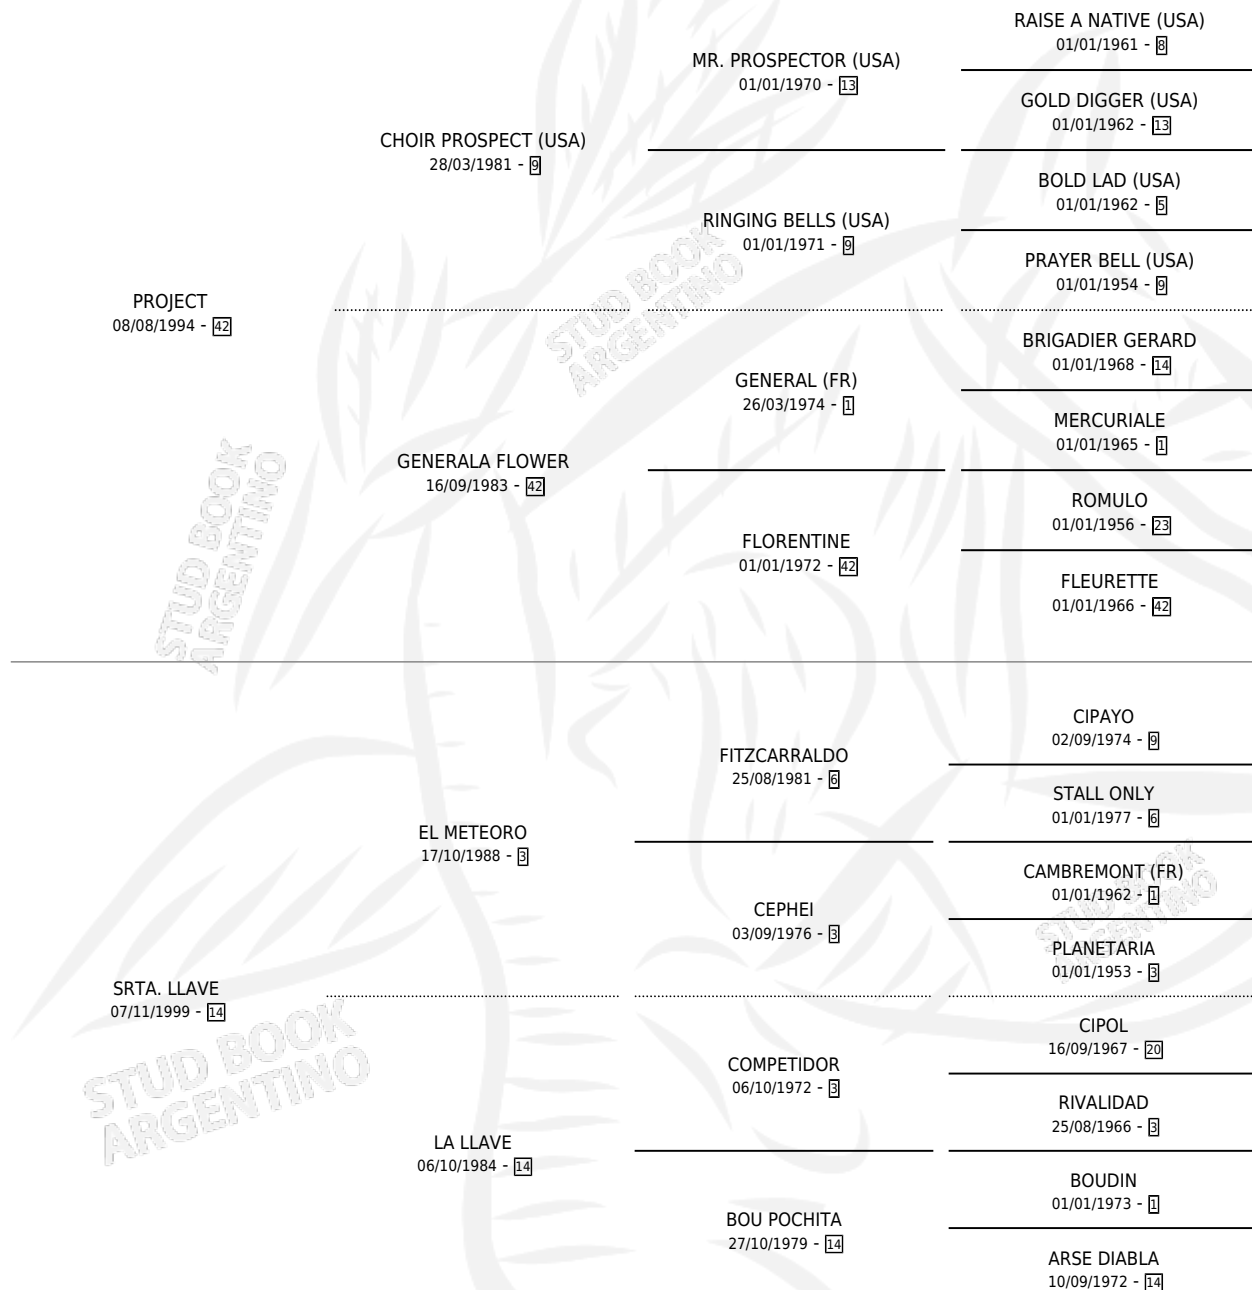 RAISE A NATIVE (USA)
01/01/1961 - 8
MR. PROSPECTOR (USA)
01/01/1970 - 13
GOLD DIGGER (USA)
01/01/1962 - 13
CHOIR PROSPECT (USA)
28/03/1981 - 9
BOLD LAD (USA)
01/01/1962 - 5
RINGING BELLS (USA)
01/01/1971 - 9
PRAYER BELL (USA)
01/01/1954 - 9
PROJECT
08/08/1994 - 42
STUD BOOK
ARGENTINO
BRIGADIER GERARD
01/01/1968 - 14
GENERAL (FR)
26/03/1974 - 1
MERCURIALE
01/01/1965 - 1
GENERALA FLOWER
16/09/1983 - 42
ROMULO
01/01/1956 - 23
FLORENTINE
01/01/1972 - 42
FLEURETTE
01/01/1966 - 42
STUD BOOK
ARGENTINO
CIPAYO
02/09/1974 - 9
FITZCARRALDO
25/08/1981 - 6
STALL ONLY
01/01/1977 - 6
EL METEORO
17/10/1988 - 3
CAMBREMONT (FR)
01/01/1962 - 1
CEPHEI
03/09/1976 - 3
STUD BOOK
ARGENTINO
PLANETARIA
01/01/1953 - 3
SRTA. LLAVE
07/11/1999 - 14
STUD BOOK
ARGENTINO
CIPOL
16/09/1967 - 20
COMPETIDOR
06/10/1972 - 3
RIVALIDAD
25/08/1966 - 3
LA LLAVE
06/10/1984 - 14
BOUDIN
01/01/1973 - 1
BOU POCHITA
27/10/1979 - 14
ARSE DIABLA
10/09/1972 - 14